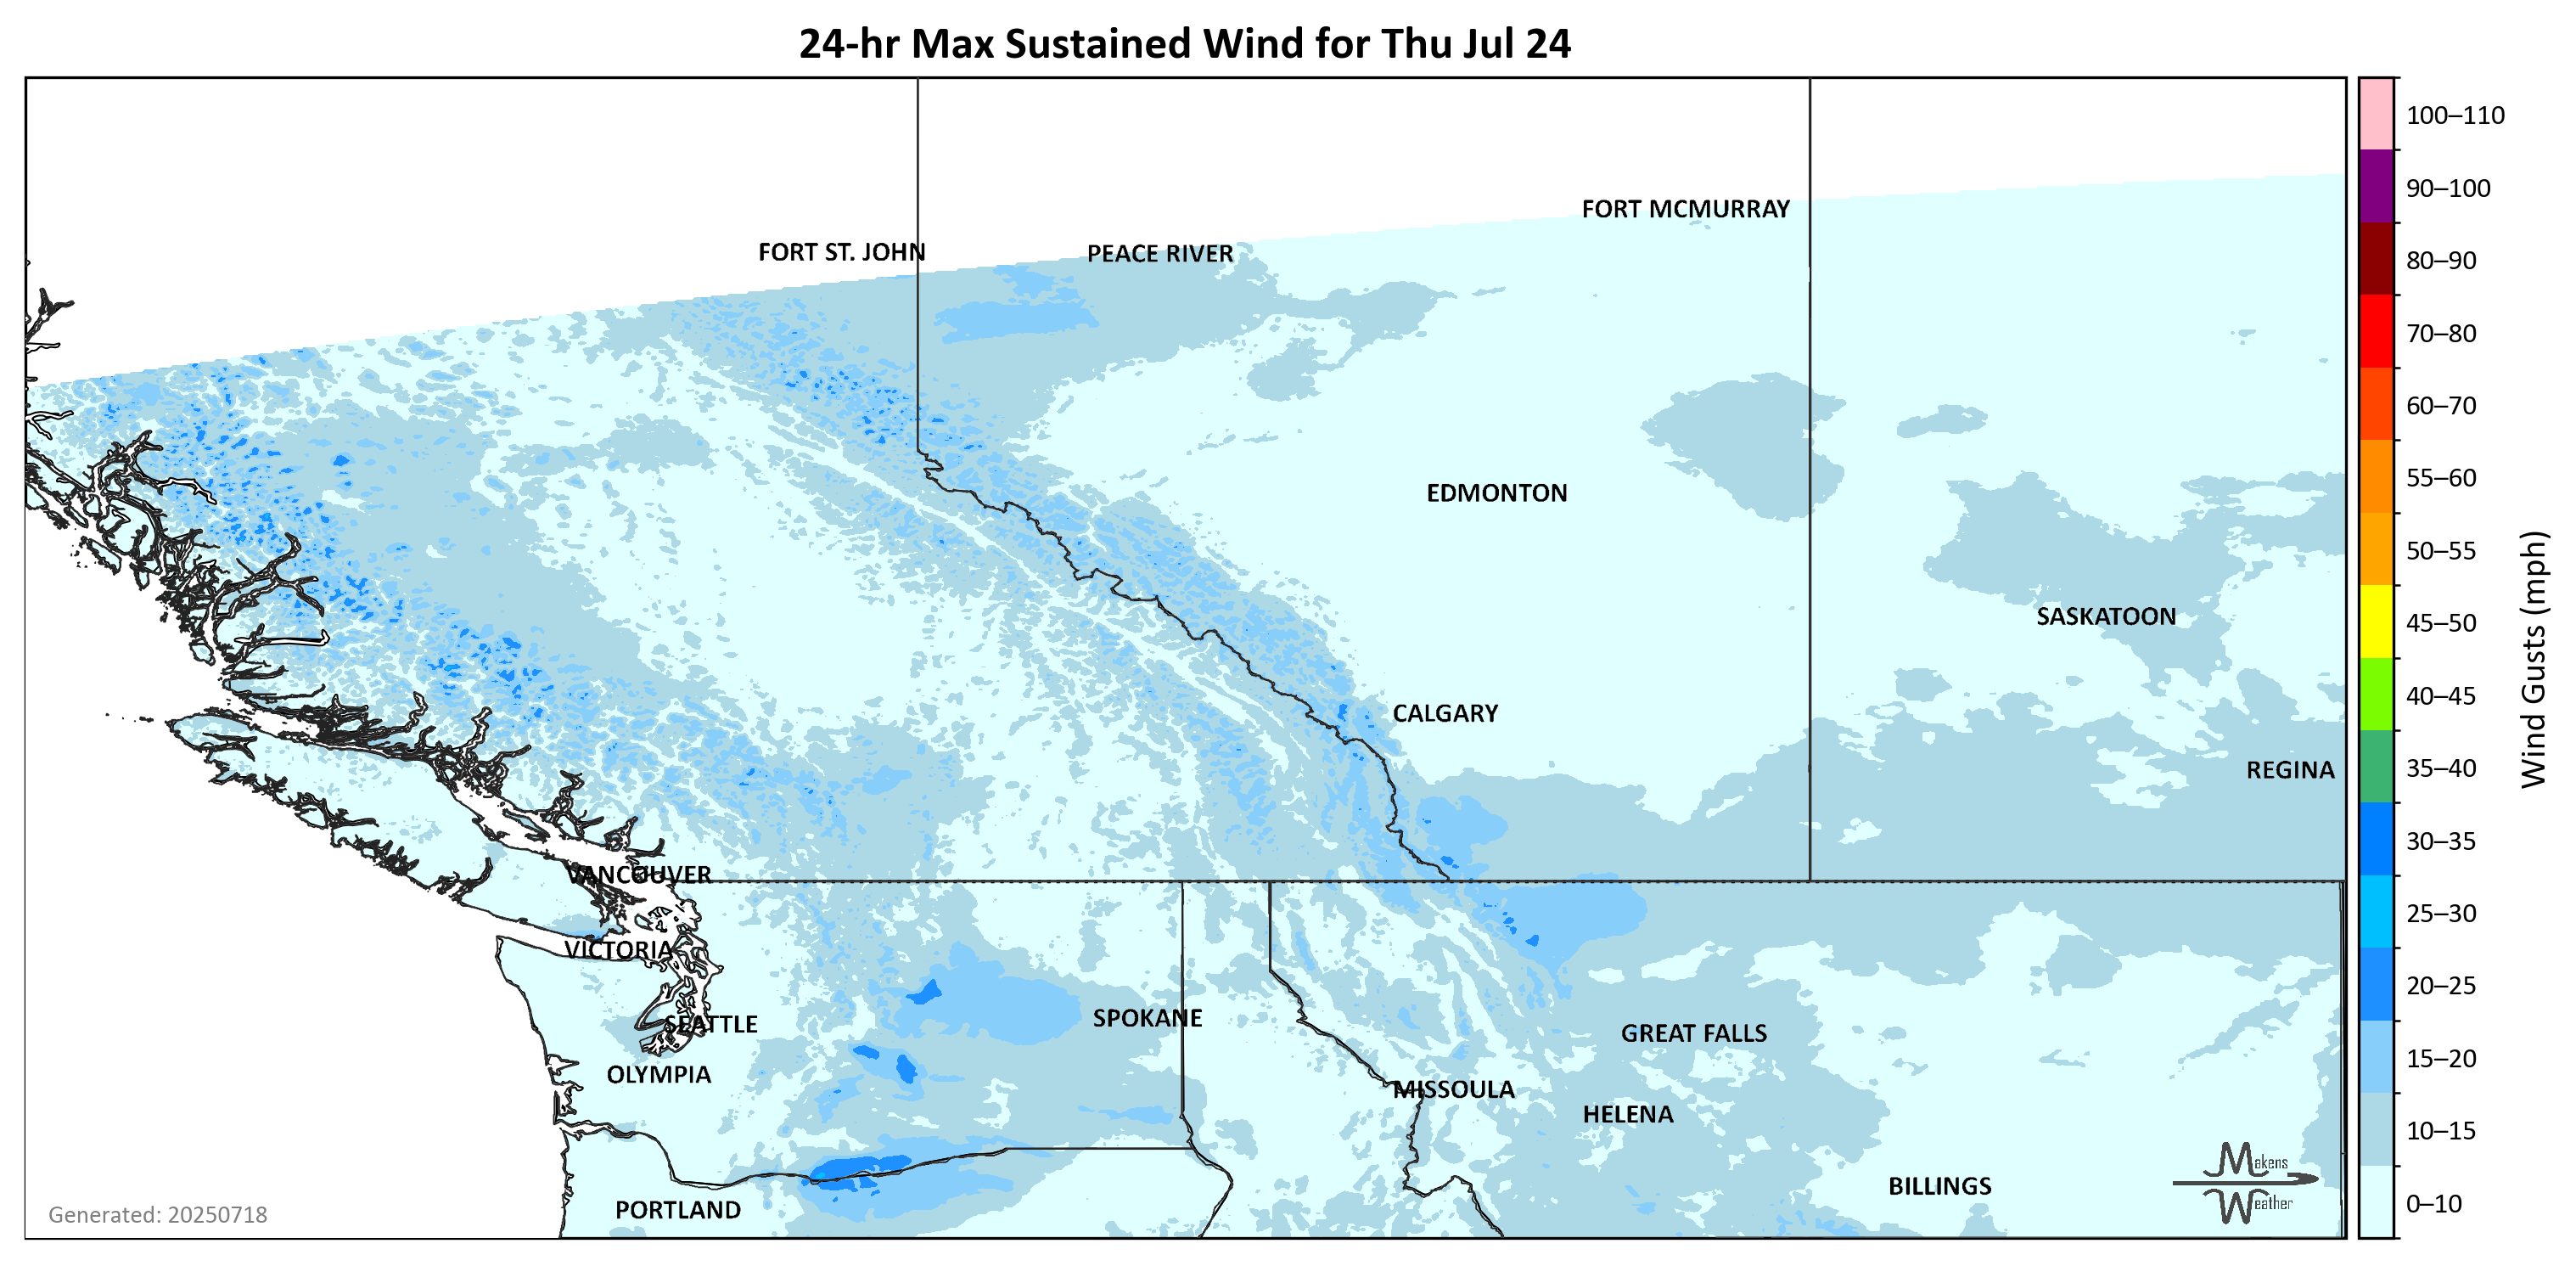 24-hr Max Sustained Wind for Thu Jul 24
100–110
90–100
80–90
70–80
60–70
55–60
50–55
45–50
40–45
35–40
30–35
25–30
20–25
15–20
10–15
0–10
Wind Gusts (mph)
FORT MCMURRAY
FORT ST. JOHN
PEACE RIVER
EDMONTON
SASKATOON
CALGARY
REGINA
VANCOUVER
VICTORIA
SPOKANE
SEATTLE
GREAT FALLS
OLYMPIA
MISSOULA
HELENA
BILLINGS
PORTLAND
Makens
Weather
Generated: 20250718